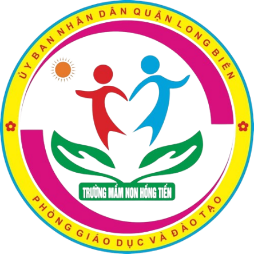 ỦY BAN NHÂN DÂN QUẬN LONG BIÊN
TRƯỜNG MẦM NON HỒNG TIẾN
PHÒNG GIÁO DỤC VÀ ĐÀO TẠO